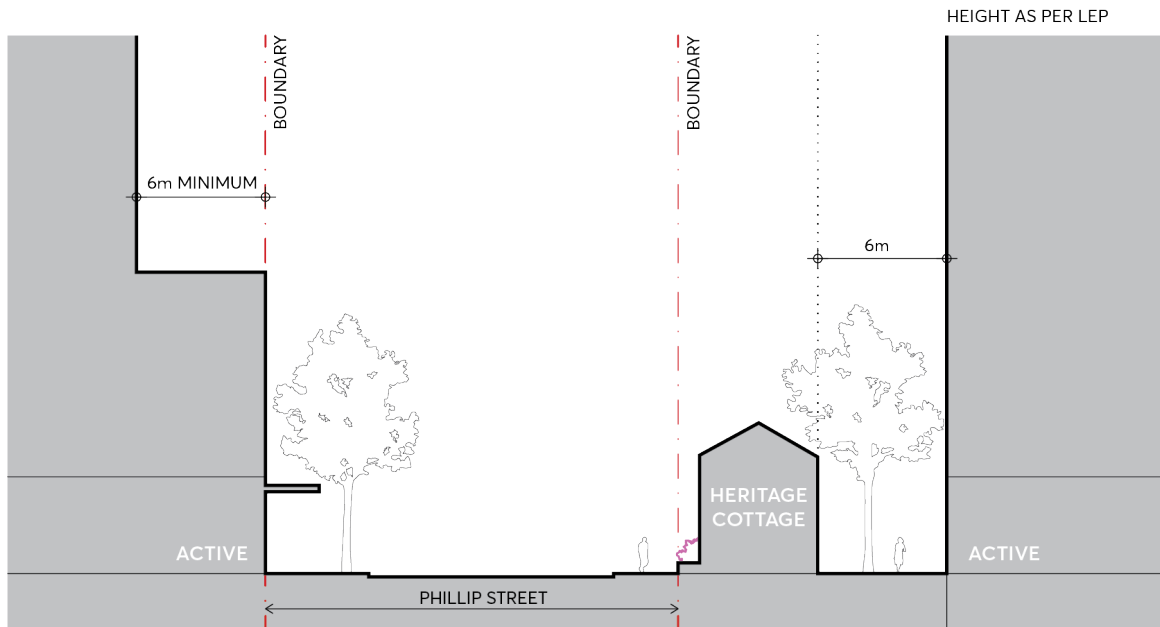 HEIGHT AS PER LEP
BOUNDARY
BOUNDARY
6m MINIMUM
6m
HERITAGE
COTTAGE
ACTIVE
ACTIVE
PHILLIP STREET